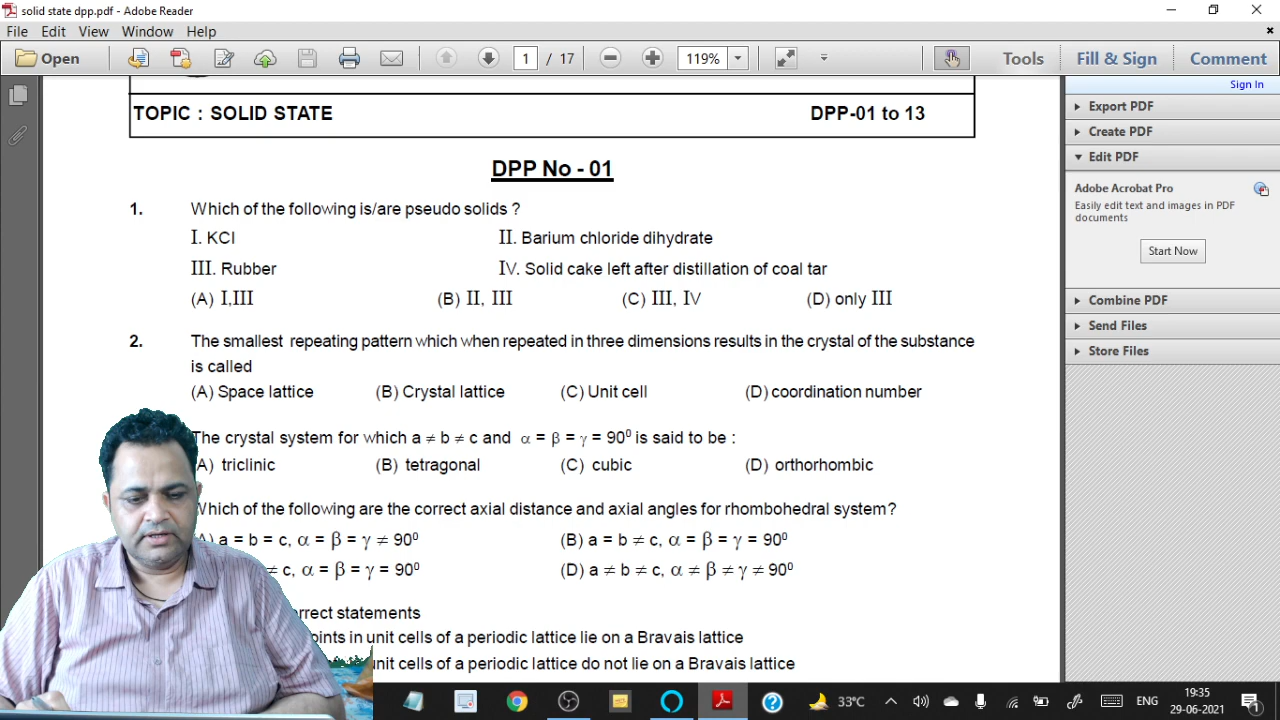 solid state dpp.pdf - Adobe Reader
File Edit View Window Help
Open 1 / 17 119% Tools Fill & Sign Comment
Sign In
TOPIC : SOLID STATE DPP-01 to 13
DPP No - 01
1. Which of the following is/are pseudo solids ?
I. KCl II. Barium chloride dihydrate
III. Rubber IV. Solid cake left after distillation of coal tar
(A) I,III (B) II, III (C) III, IV (D) only III
2. The smallest repeating pattern which when repeated in three dimensions results in the crystal of the substance
is called
(A) Space lattice (B) Crystal lattice (C) Unit cell (D) coordination number
The crystal system for which a ≠ b ≠ c and α = β = γ = 90⁰ is said to be :
A) triclinic (B) tetragonal (C) cubic (D) orthorhombic
Which of the following are the correct axial distance and axial angles for rhombohedral system?
A) a = b = c, α = β = γ ≠ 90⁰ (B) a = b ≠ c, α = β = γ = 90⁰
≠ c, α = β = γ = 90⁰ (D) a ≠ b ≠ c, α ≠ β ≠ γ ≠ 90⁰
statements
in unit cells of a periodic lattice lie on a Bravais lattice
unit cells of a periodic lattice do not lie on a Bravais lattice
Export PDF
Create PDF
Edit PDF
Adobe Acrobat Pro
Easily edit text and images in PDF
documents
Start Now
Combine PDF
Send Files
Store Files
33°C ENG 19:35
29-06-2021 1